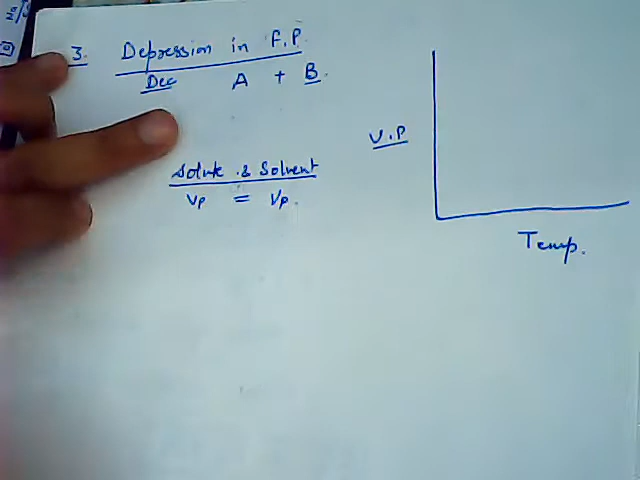 3. Depression in F.P.
Dec A + B.
Solute & Solvent
Vp = Vp.
V.P
Temp.